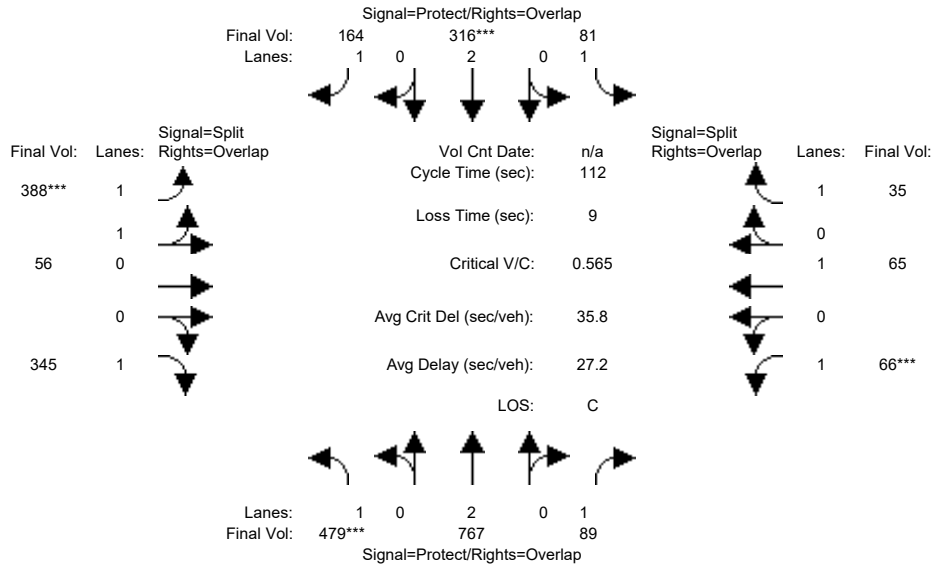 Signal=Protect/Rights=Overlap
Final Vol: 164 316*** 81
Lanes: 1 0 2 0 1
Signal=Split Signal=Split
Final Vol: Lanes: Rights=Overlap Vol Cnt Date: n/a Rights=Overlap Lanes: Final Vol:
Cycle Time (sec): 112
388*** 1 1 35
Loss Time (sec): 9
1 0
56 0 Critical V/C: 0.565 1 65
0 Avg Crit Del (sec/veh): 35.8 0
345 1 Avg Delay (sec/veh): 27.2 1 66***
LOS: C
Lanes: 1 0 2 0 1
Final Vol: 479*** 767 89
Signal=Protect/Rights=Overlap